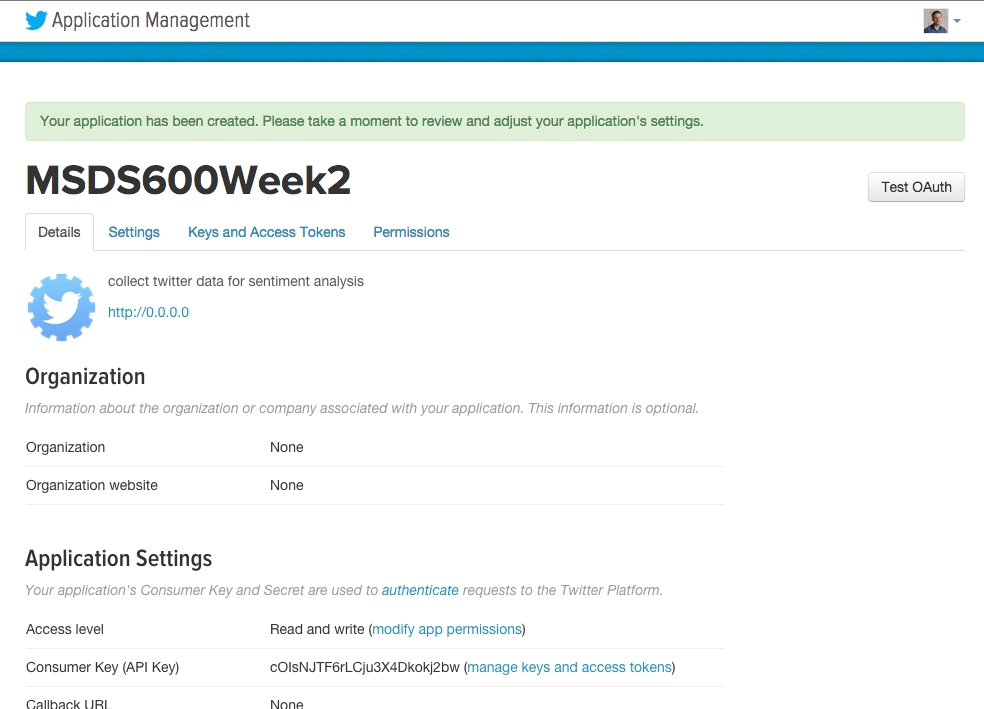 Application Management
Your application has been created. Please take a moment to review and adjust your application's settings.
MSDS600Week2
Test OAuth
Details Settings Keys and Access Tokens Permissions
collect twitter data for sentiment analysis
http://0.0.0.0
Organization
Information about the organization or company associated with your application. This information is optional.
Organization None
Organization website None
Application Settings
Your application's Consumer Key and Secret are used to authenticate requests to the Twitter Platform.
Access level Read and write (modify app permissions)
Consumer Key (API Key) cOIsNJTF6rLCju3X4Dkokj2bw (manage keys and access tokens)
Callback URL None